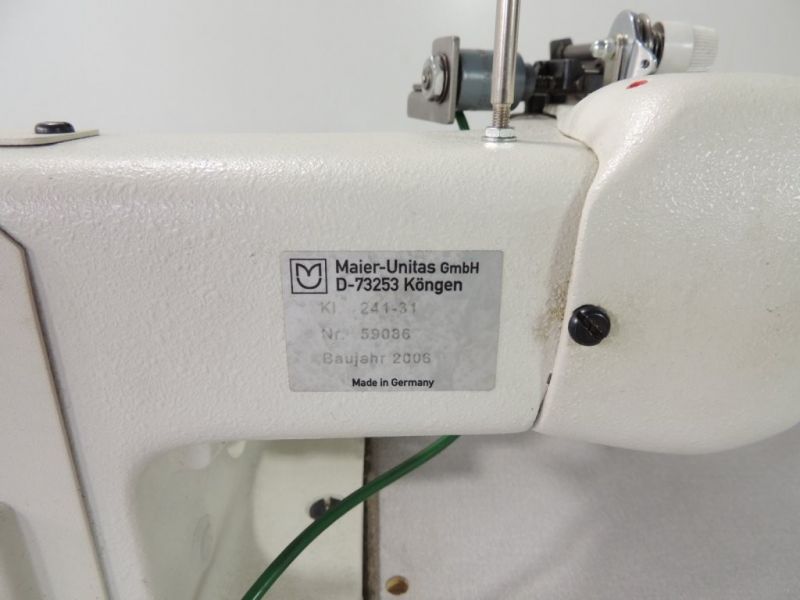 Maier-Unitas GmbH
D-73253 Köngen
Kl 241-31
Nr. 59086
Baujahr 2006
Made in Germany